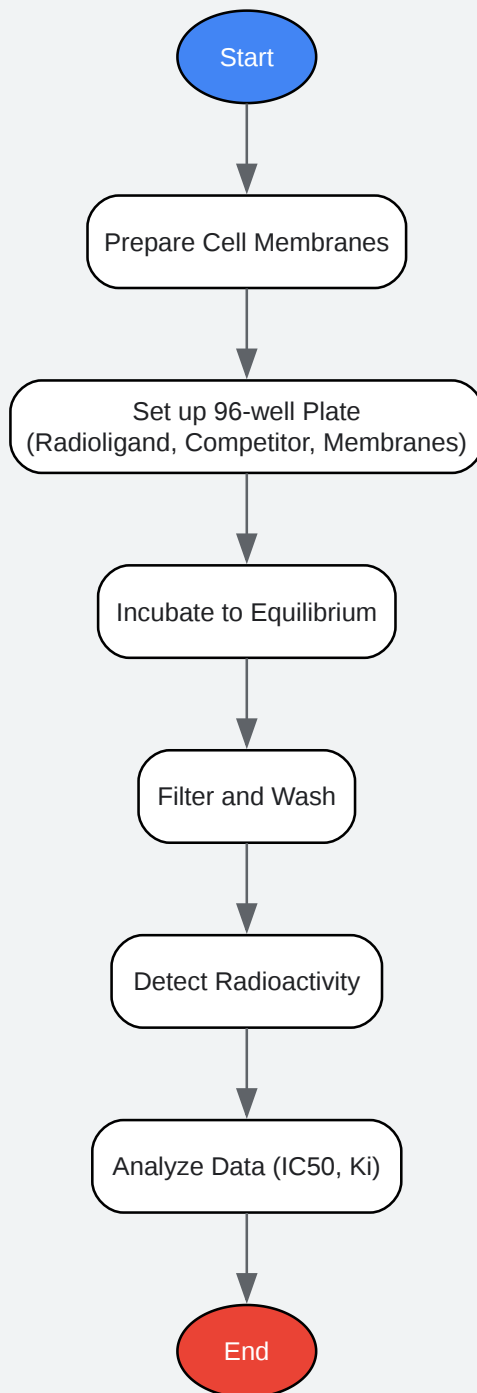 Start
Prepare Cell Membranes
Set up 96-well Plate
(Radioligand, Competitor, Membranes)
Incubate to Equilibrium
Filter and Wash
Detect Radioactivity
Analyze Data (IC50, Ki)
End